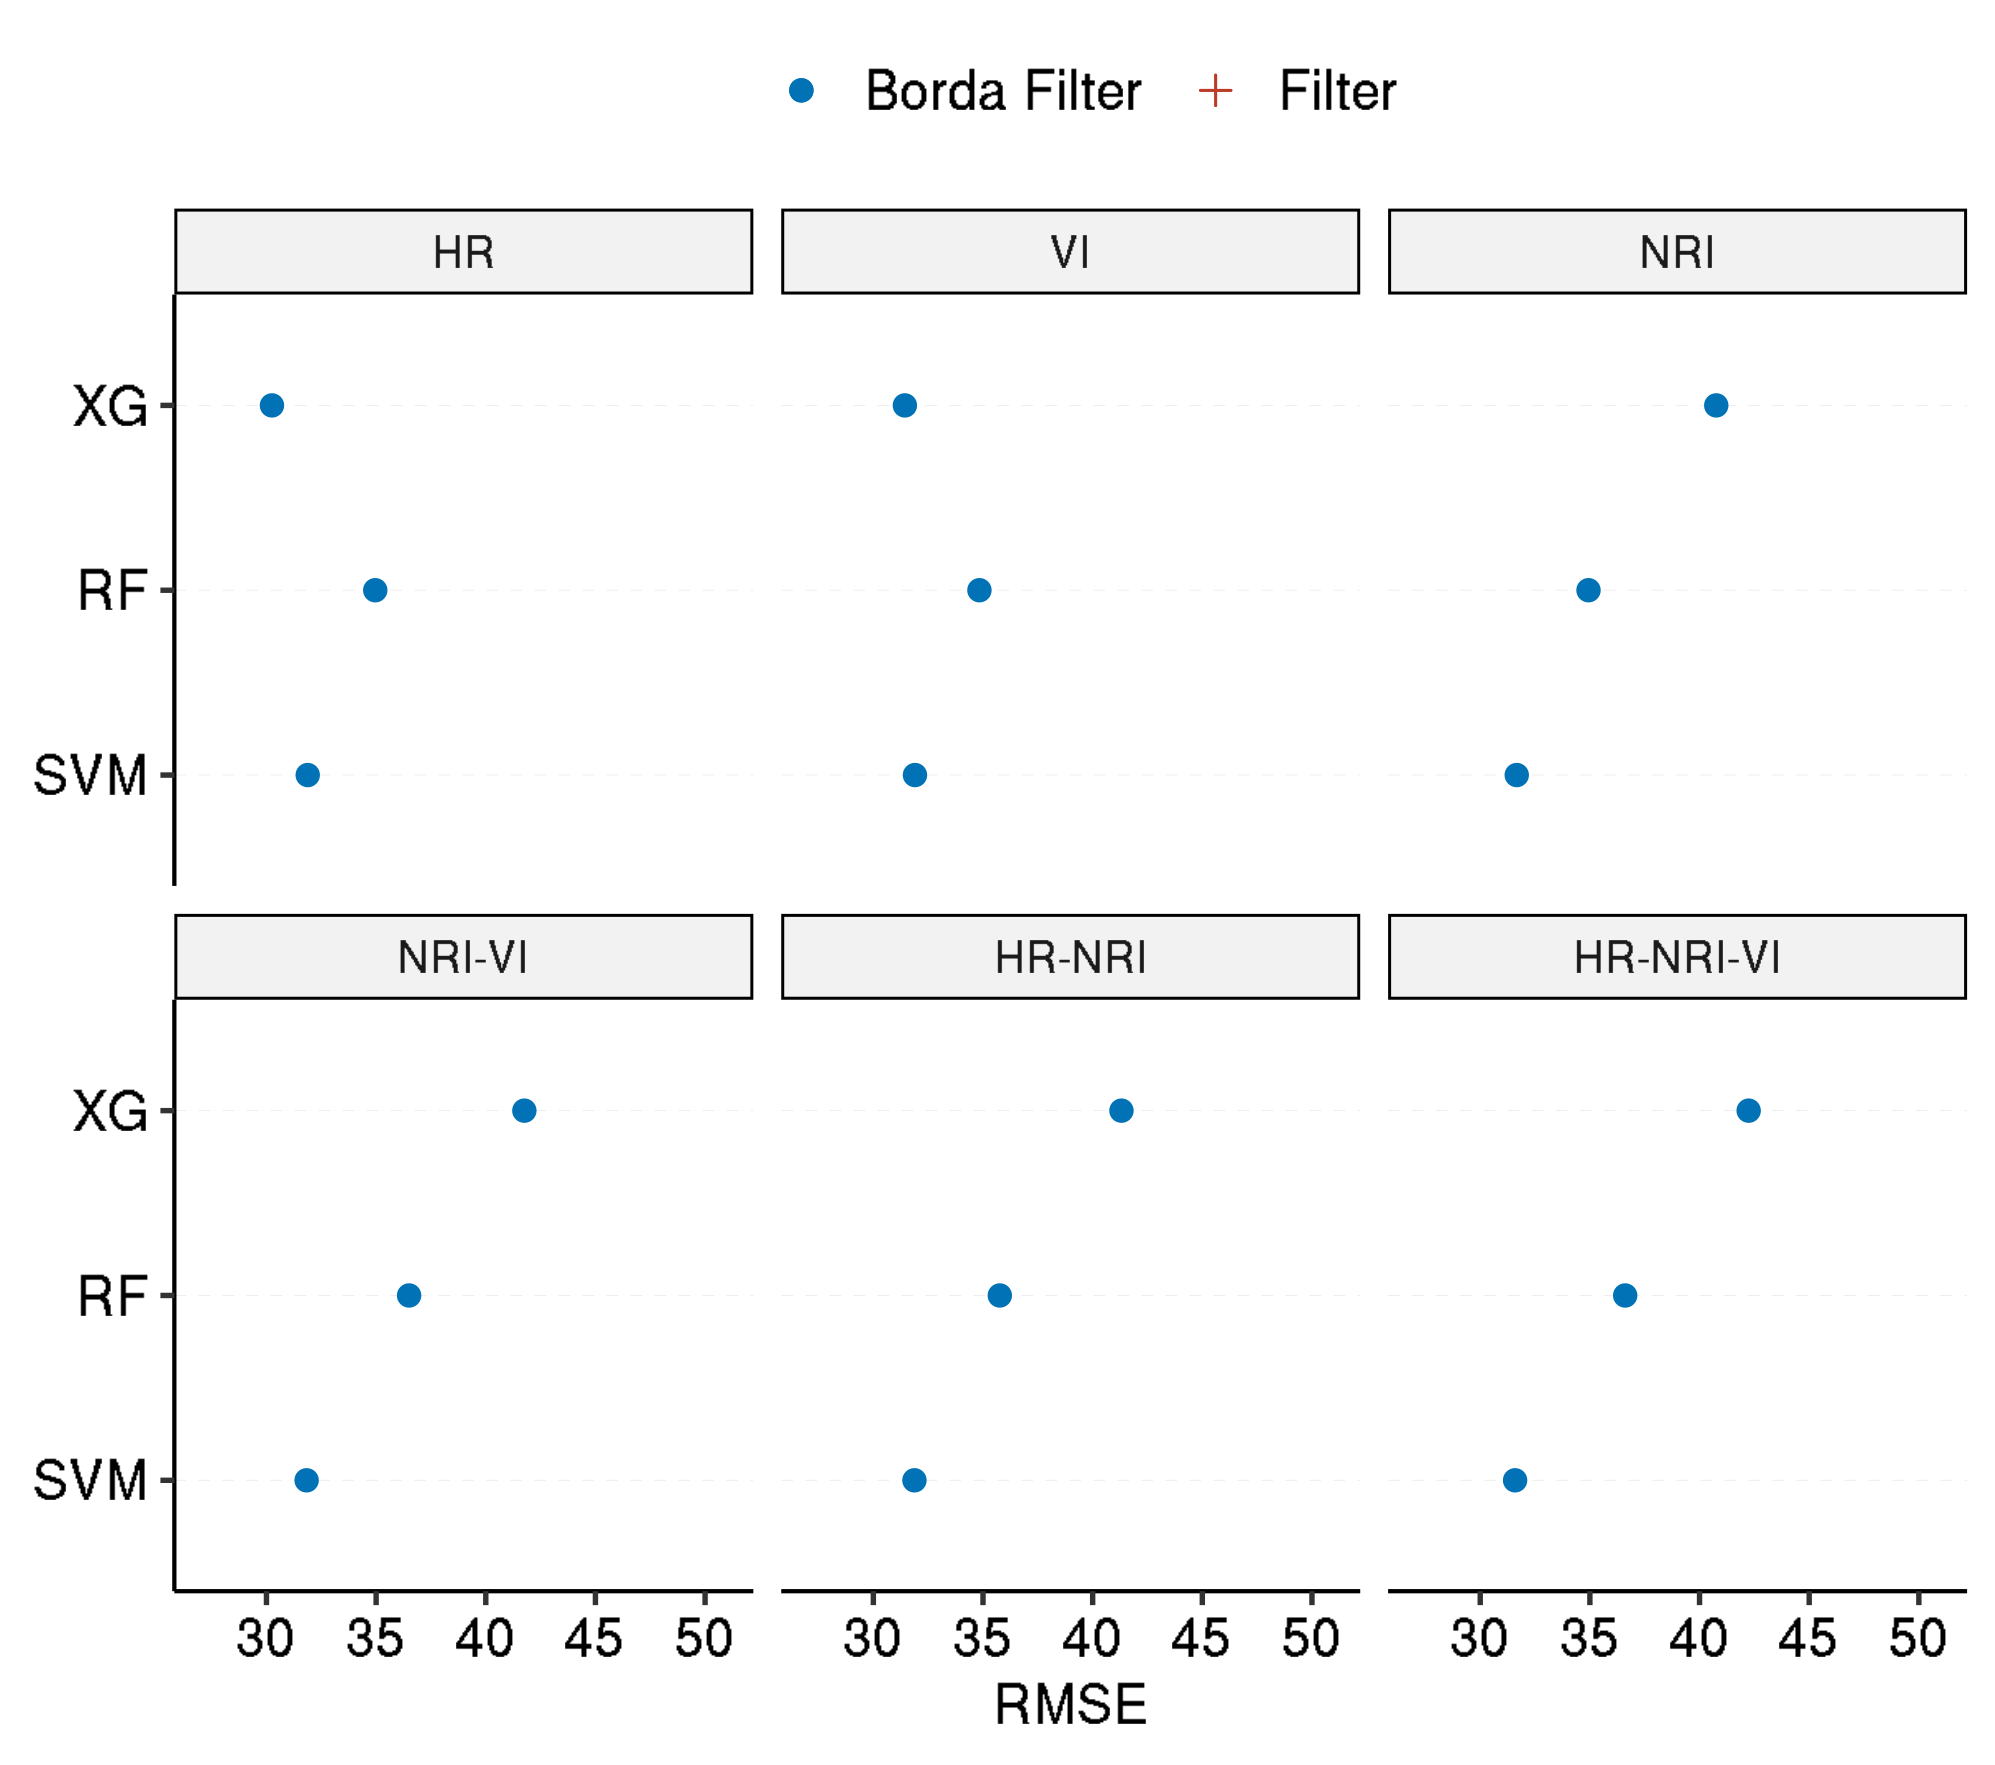 Borda Filter Filter
HR VI NRI
XG
RF
SVM
NRI-VI HR-NRI HR-NRI-VI
XG
RF
SVM
30 35 40 45 50 30 35 40 45 50 30 35 40 45 50
RMSE